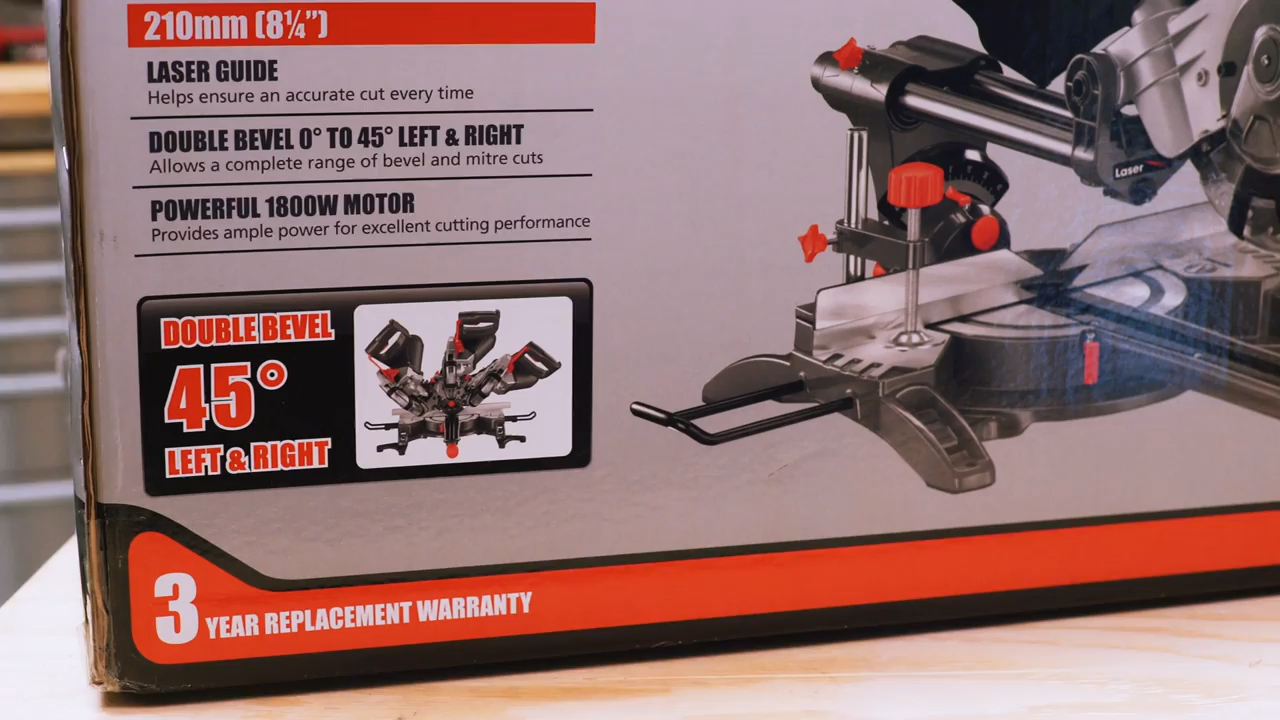 210mm (8¼")
LASER GUIDE
Helps ensure an accurate cut every time
DOUBLE BEVEL 0° TO 45° LEFT & RIGHT
Allows a complete range of bevel and mitre cuts
POWERFUL 1800W MOTOR
Provides ample power for excellent cutting performance
DOUBLE BEVEL
45°
LEFT & RIGHT
Laser
3 YEAR REPLACEMENT WARRANTY